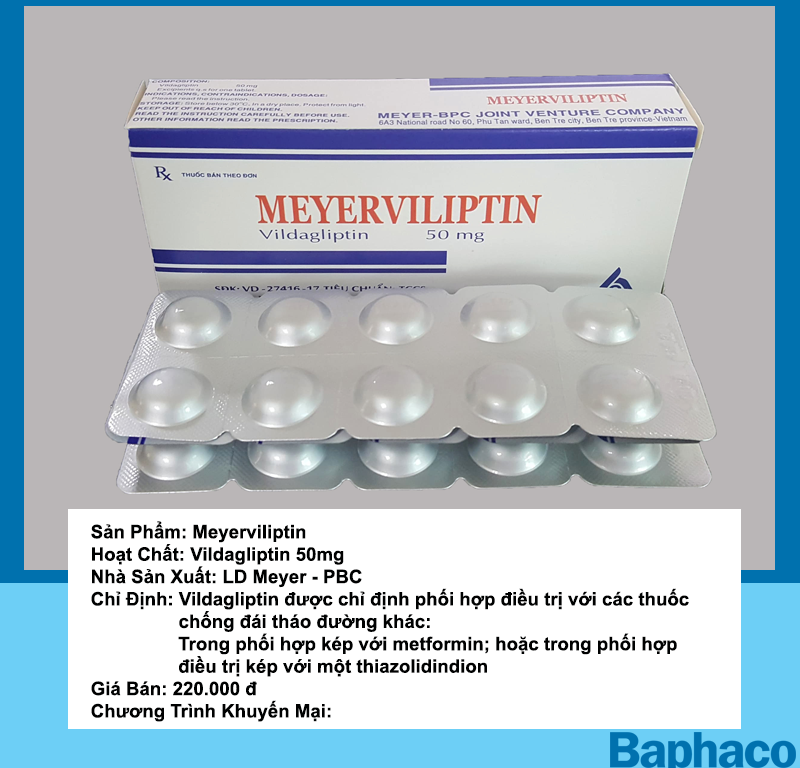 COMPOSITION:
Vildagliptin 50 mg
Excipients q.s for one tablet.
INDICATIONS, CONTRAINDICATIONS, DOSAGE:
Please read the instruction.
STORAGE: Store below 30°C, in a dry place. Protect from light.
KEEP OUT OF REACH OF CHILDREN.
READ THE INSTRUCTION CAREFULLY BEFORE USE.
OTHER INFORMATION READ THE PRESCRIPTION.
MEYERVILIPTIN
MEYER-BPC JOINT VENTURE COMPANY
6A3 National road No 60, Phu Tan ward, Ben Tre city, Ben Tre province-Vietnam
Rx THUỐC BÁN THEO ĐƠN
MEYERVILIPTIN
Vildagliptin 50 mg
SĐK: VD -27416-17 TIÊU CHUẨN: TCCS
Sản Phẩm: Meyerviliptin
Hoạt Chất: Vildagliptin 50mg
Nhà Sản Xuất: LD Meyer - PBC
Chỉ Định: Vildagliptin được chỉ định phối hợp điều trị với các thuốc
chống đái tháo đường khác:
Trong phối hợp kép với metformin; hoặc trong phối hợp
điều trị kép với một thiazolidindion
Giá Bán: 220.000 đ
Chương Trình Khuyến Mại:
Baphaco